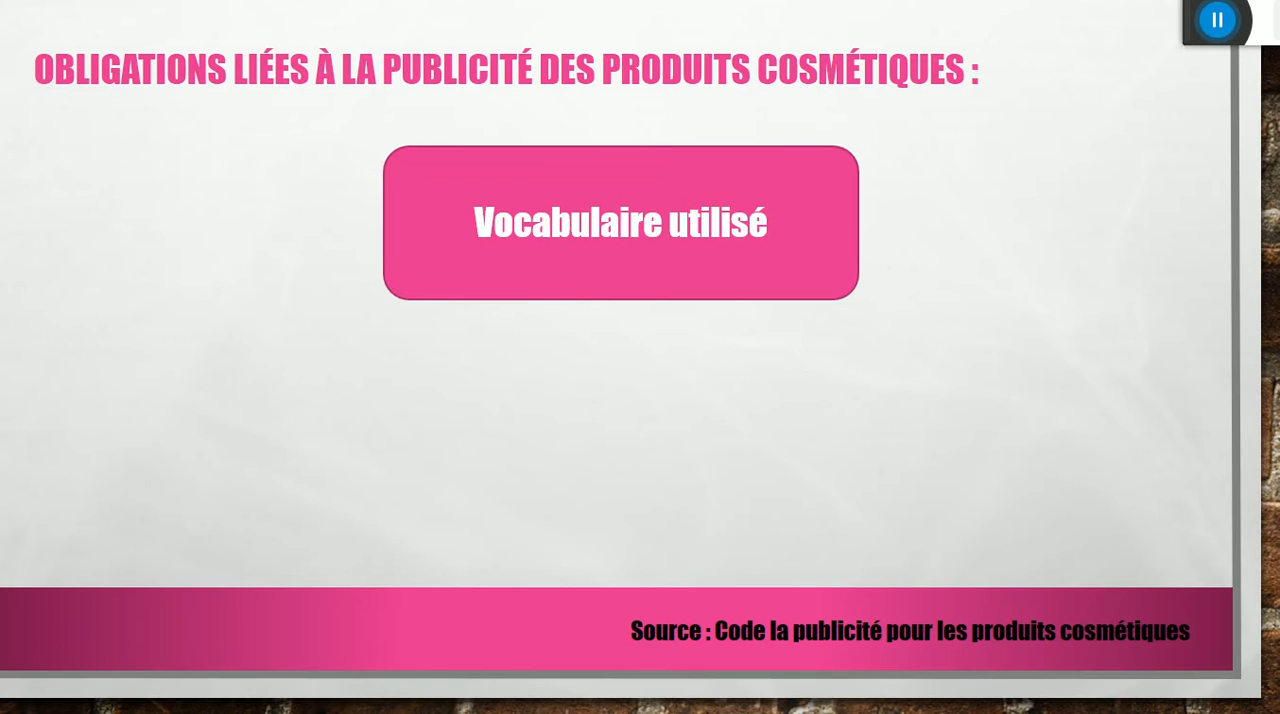 OBLIGATIONS LIÉES À LA PUBLICITÉ DES PRODUITS COSMÉTIQUES :
Vocabulaire utilisé
Source : Code la publicité pour les produits cosmétiques